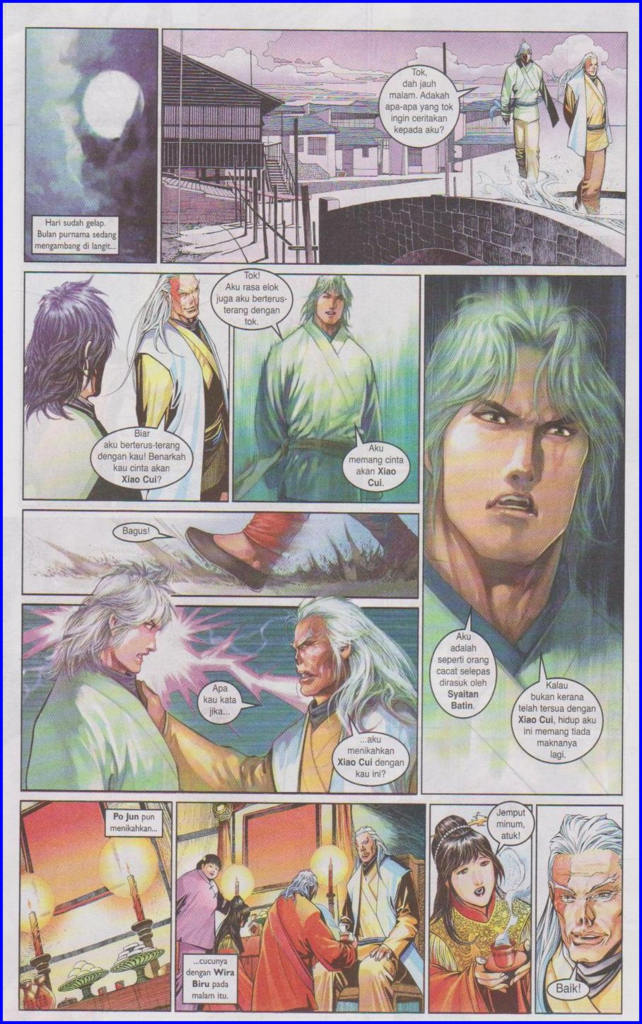 Hari sudah gelap.
Bulan purnama sedang
mengambang di langit...
Tok,
dah jauh
malam. Adakah
apa-apa yang tok
ingin ceritakan
kepada aku?
Biar
aku berterus-terang
dengan kau! Benarkah
kau cinta akan
Xiao Cui?
Tok!
Aku rasa elok
juga aku berterus-
terang dengan
tok.
Aku
memang cinta
akan Xiao
Cui.
Aku
adalah
seperti orang
cacat selepas
dirasuk oleh
Syaitan
Batin.
Kalau
bukan kerana
telah tersua dengan
Xiao Cui, hidup aku
ini memang tiada
maknanya
lagi.
Bagus!
Apa
kau kata
jika...
...aku
menikahkan
Xiao Cui dengan
kau ini?
Po Jun pun
menikahkan...
...cucunya
dengan Wira
Biru pada
malam itu.
Jemput
minum,
atuk!
Baik!